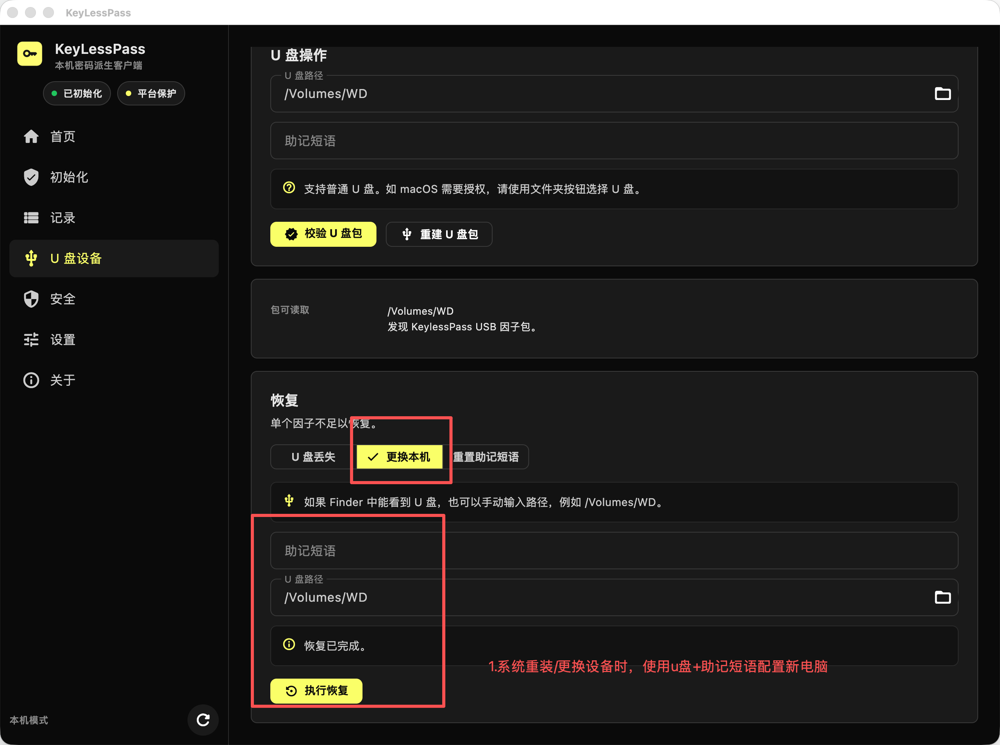 KeyLessPass
KeyLessPass
本机密码派生客户端
已初始化
平台保护
首页
初始化
记录
U 盘设备
安全
设置
关于
本机模式
U 盘操作
U 盘路径
/Volumes/WD
助记短语
支持普通 U 盘。如 macOS 需要授权，请使用文件夹按钮选择 U 盘。
校验 U 盘包
重建 U 盘包
包可读取
/Volumes/WD
发现 KeylessPass USB 因子包。
恢复
单个因子不足以恢复。
U 盘丢失
更换本机
重置助记短语
如果 Finder 中能看到 U 盘，也可以手动输入路径，例如 /Volumes/WD。
助记短语
U 盘路径
/Volumes/WD
恢复已完成。
1.系统重装/更换设备时，使用u盘+助记短语配置新电脑
执行恢复